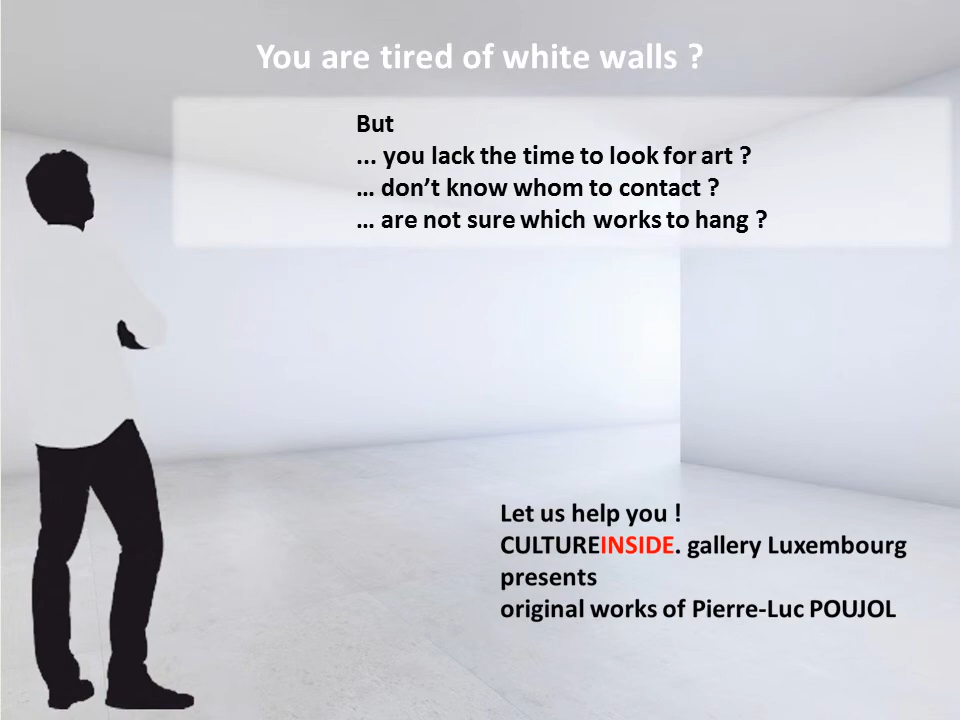 You are tired of white walls ?
But
... you lack the time to look for art ?
… don’t know whom to contact ?
… are not sure which works to hang ?
Let us help you !
CULTUREINSIDE. gallery Luxembourg
presents
original works of Pierre-Luc POUJOL